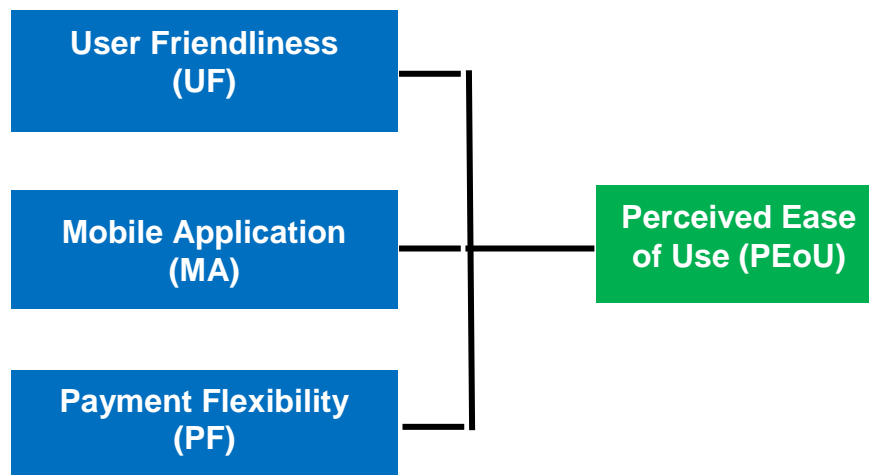 User Friendliness
(UF)
Mobile Application
(MA)
Payment Flexibility
(PF)
Perceived Ease
of Use (PEoU)